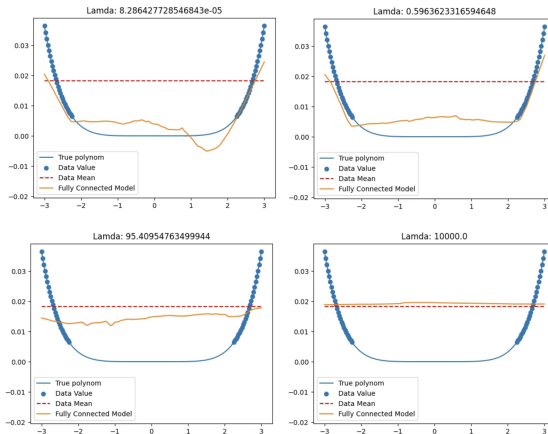 Lamda: 8.286427728546843e-05
0.03
0.02
0.01
0.00
−0.01
−0.02
True polynom
Data Value
Data Mean
Fully Connected Model
−3 −2 −1 0 1 2 3
Lamda: 0.5963623316594648
0.03
0.02
0.01
0.00
−0.01
−0.02
True polynom
Data Value
Data Mean
Fully Connected Model
−3 −2 −1 0 1 2 3
Lamda: 95.40954763499944
0.03
0.02
0.01
0.00
−0.01
−0.02
True polynom
Data Value
Data Mean
Fully Connected Model
−3 −2 −1 0 1 2 3
Lamda: 10000.0
0.03
0.02
0.01
0.00
−0.01
−0.02
True polynom
Data Value
Data Mean
Fully Connected Model
−3 −2 −1 0 1 2 3